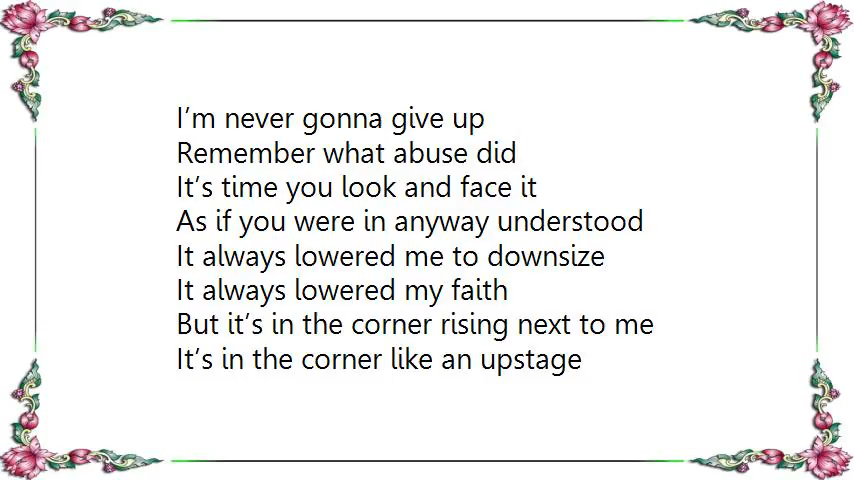 I’m never gonna give up
Remember what abuse did
It’s time you look and face it
As if you were in anyway understood
It always lowered me to downsize
It always lowered my faith
But it’s in the corner rising next to me
It’s in the corner like an upstage